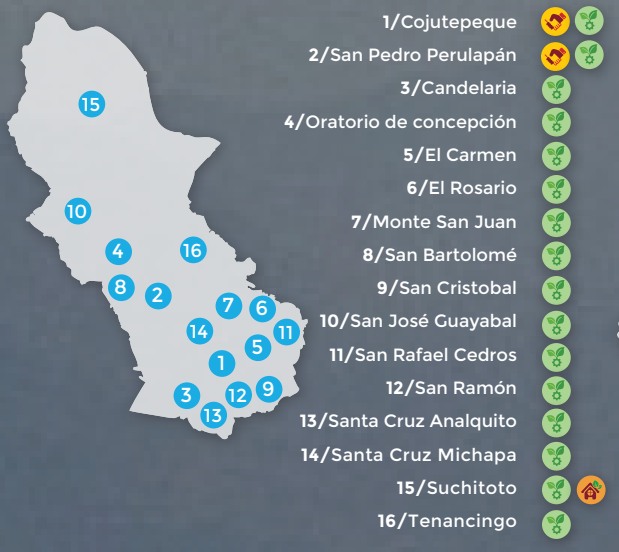 1/Cojutepeque
2/San Pedro Perulapán
3/Candelaria
4/Oratorio de concepción
5/El Carmen
6/El Rosario
7/Monte San Juan
8/San Bartolomé
9/San Cristobal
10/San José Guayabal
11/San Rafael Cedros
12/San Ramón
13/Santa Cruz Analquito
14/Santa Cruz Michapa
15/Suchitoto
16/Tenancingo
15
10
4
16
8
2
7
6
14
11
5
1
9
3
12
13